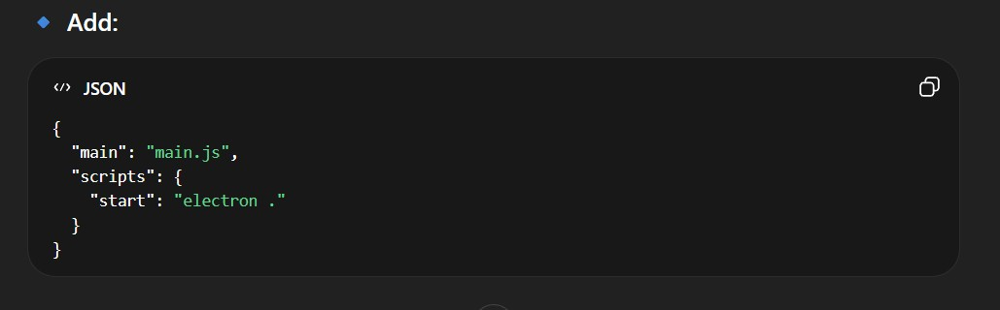 Add:
JSON
{
  "main": "main.js",
  "scripts": {
    "start": "electron ."
  }
}